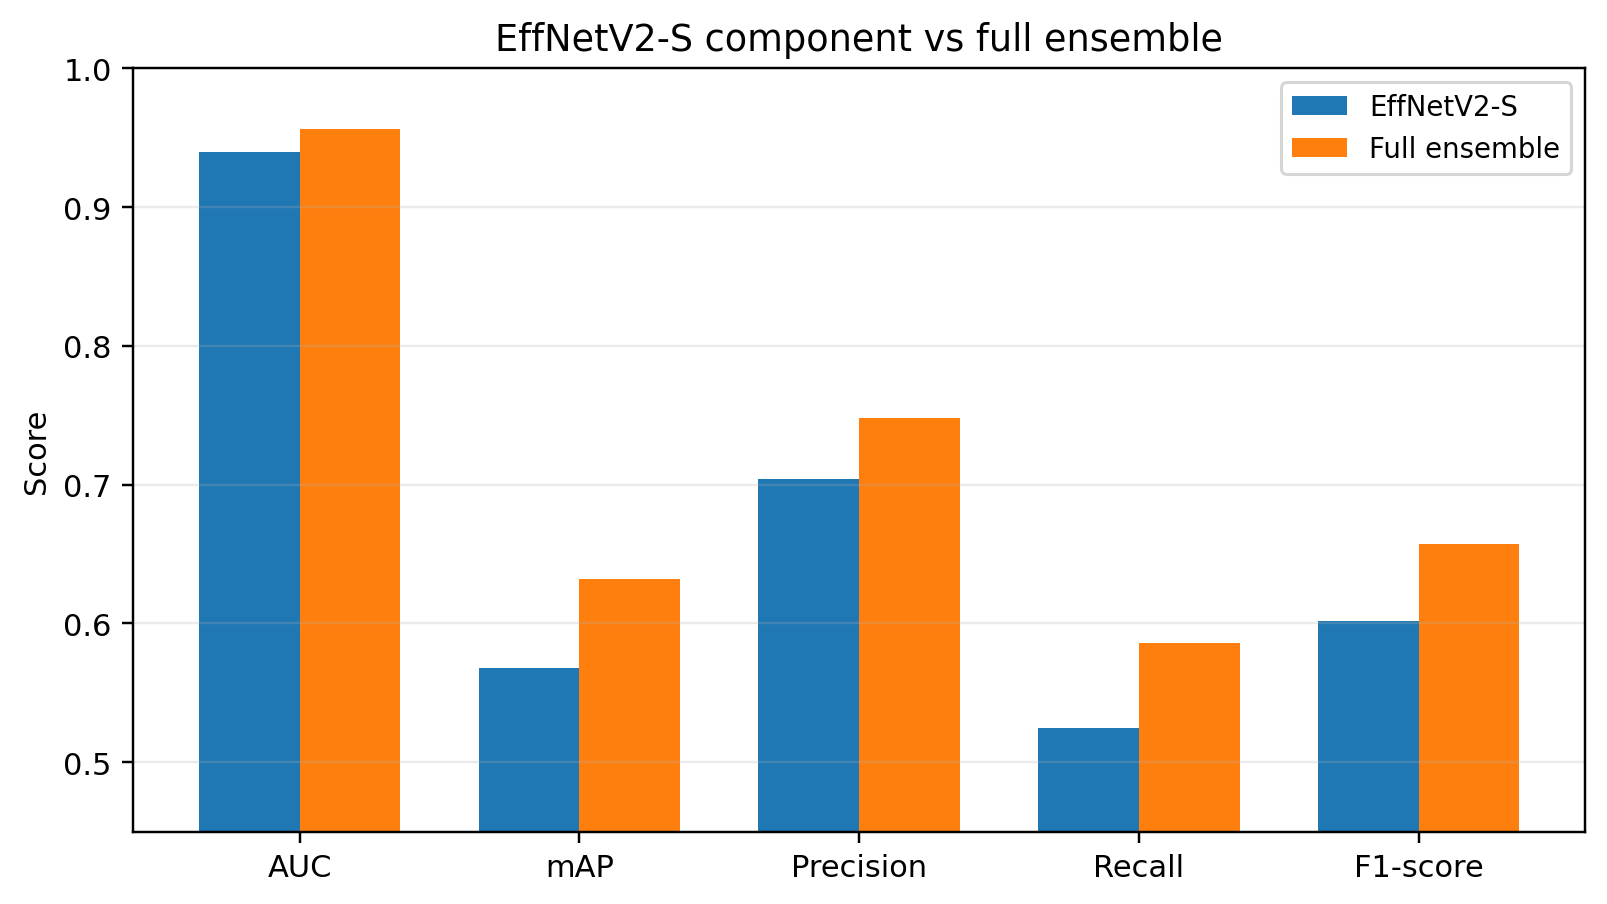 EffNetV2-S component vs full ensemble
1.0
0.9
0.8
0.7
0.6
0.5
Score
EffNetV2-S
Full ensemble
AUC
mAP
Precision
Recall
F1-score